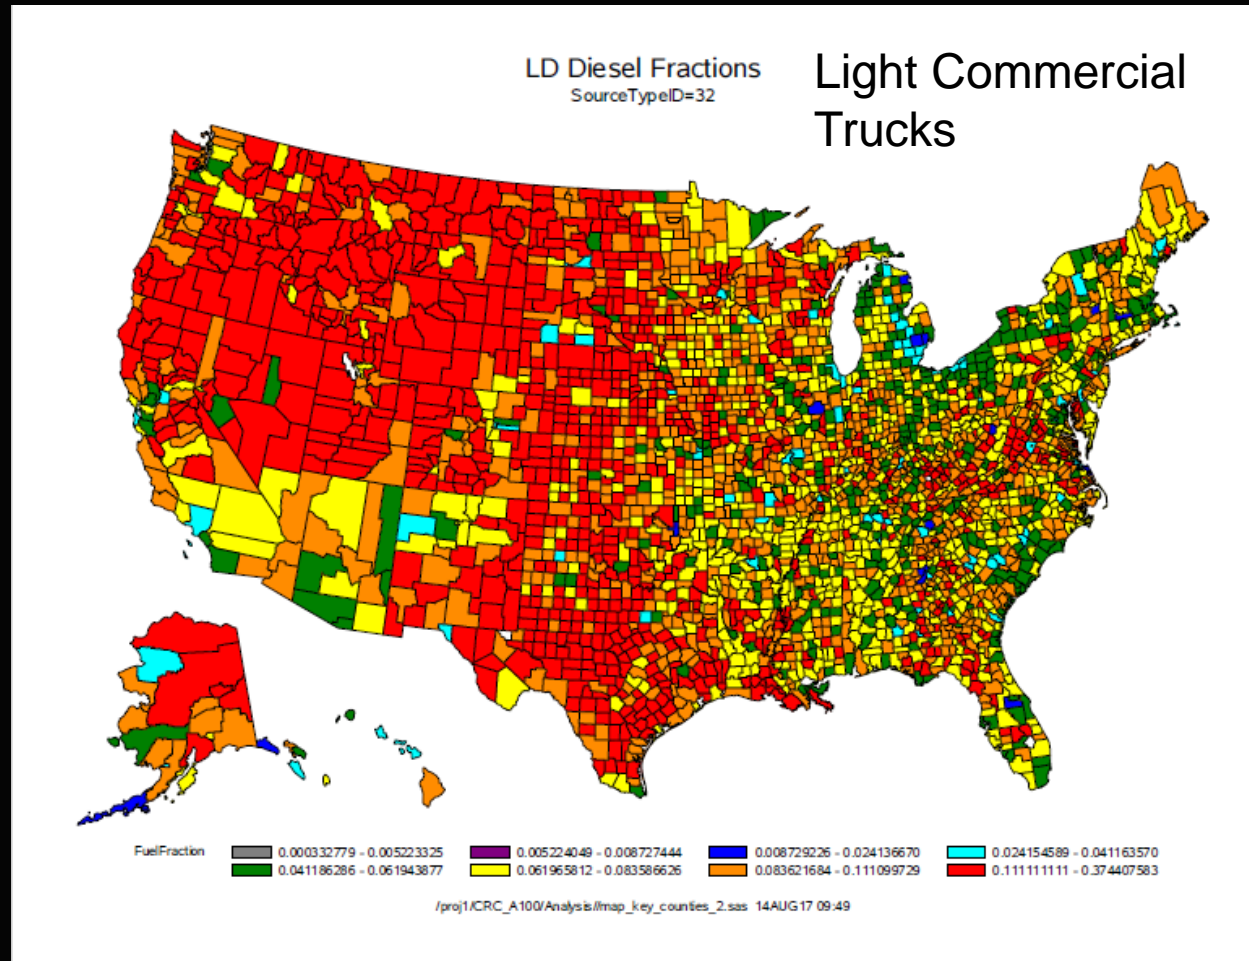 LD Diesel Fractions
SourceTypeID=32
Light Commercial
Trucks
FuelFraction 0.000332779 - 0.005223325 0.005224049 - 0.008727444 0.008729226 - 0.024136670 0.024154589 - 0.041163570
0.041186286 - 0.061943877 0.061965812 - 0.083586626 0.083621684 - 0.111099729 0.111111111 - 0.374407583
/proj1/CRC_A100/Analysis//map_key_counties_2.sas 14AUG17 09:49